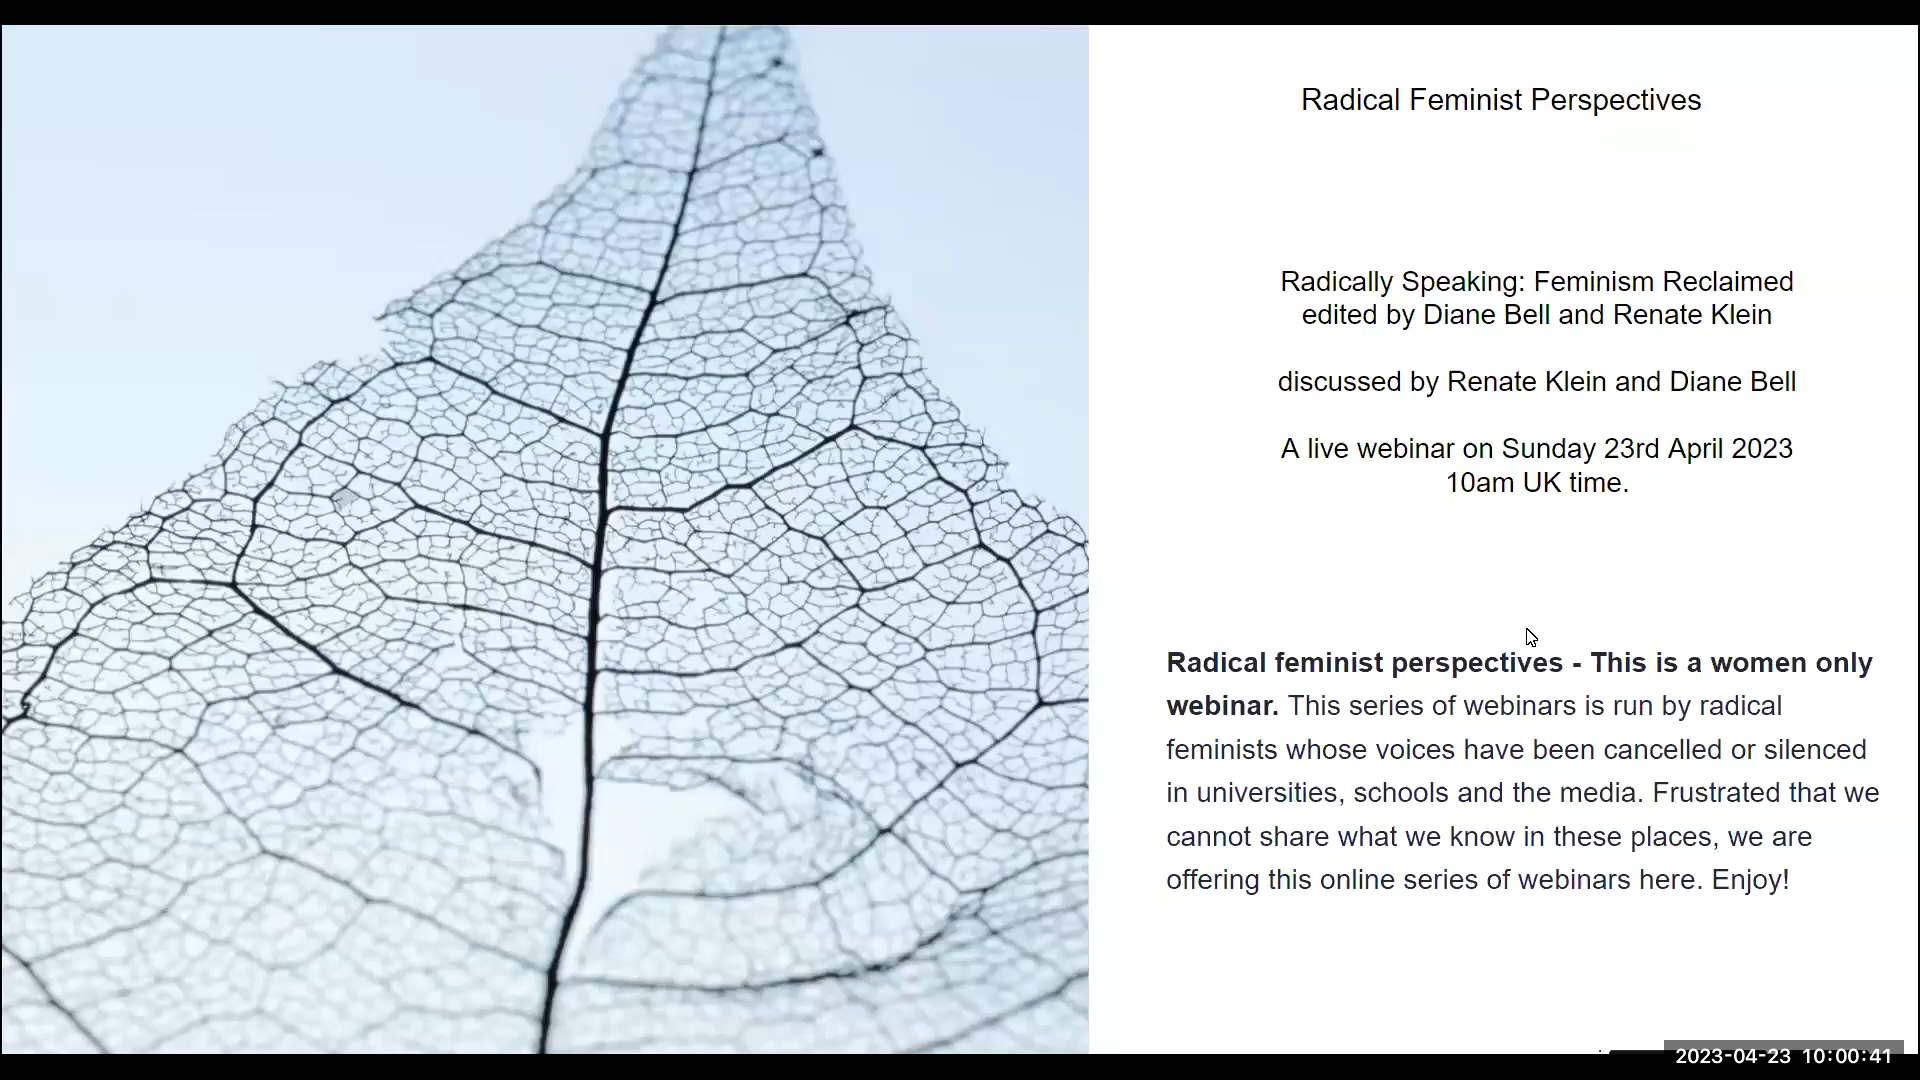 Radical Feminist Perspectives
Radically Speaking: Feminism Reclaimed
edited by Diane Bell and Renate Klein
discussed by Renate Klein and Diane Bell
A live webinar on Sunday 23rd April 2023
10am UK time.
Radical feminist perspectives - This is a women only
webinar. This series of webinars is run by radical
feminists whose voices have been cancelled or silenced
in universities, schools and the media. Frustrated that we
cannot share what we know in these places, we are
offering this online series of webinars here. Enjoy!
2023-04-23 10:00:41